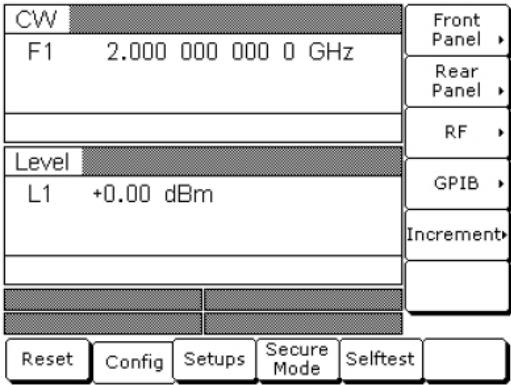 CW
F1 2.000 000 000 0 GHz
Level
L1 +0.00 dBm
Front
Panel
Rear
Panel
RF
GPIB
Increment
Reset
Config
Setups
Secure
Mode
Selftest